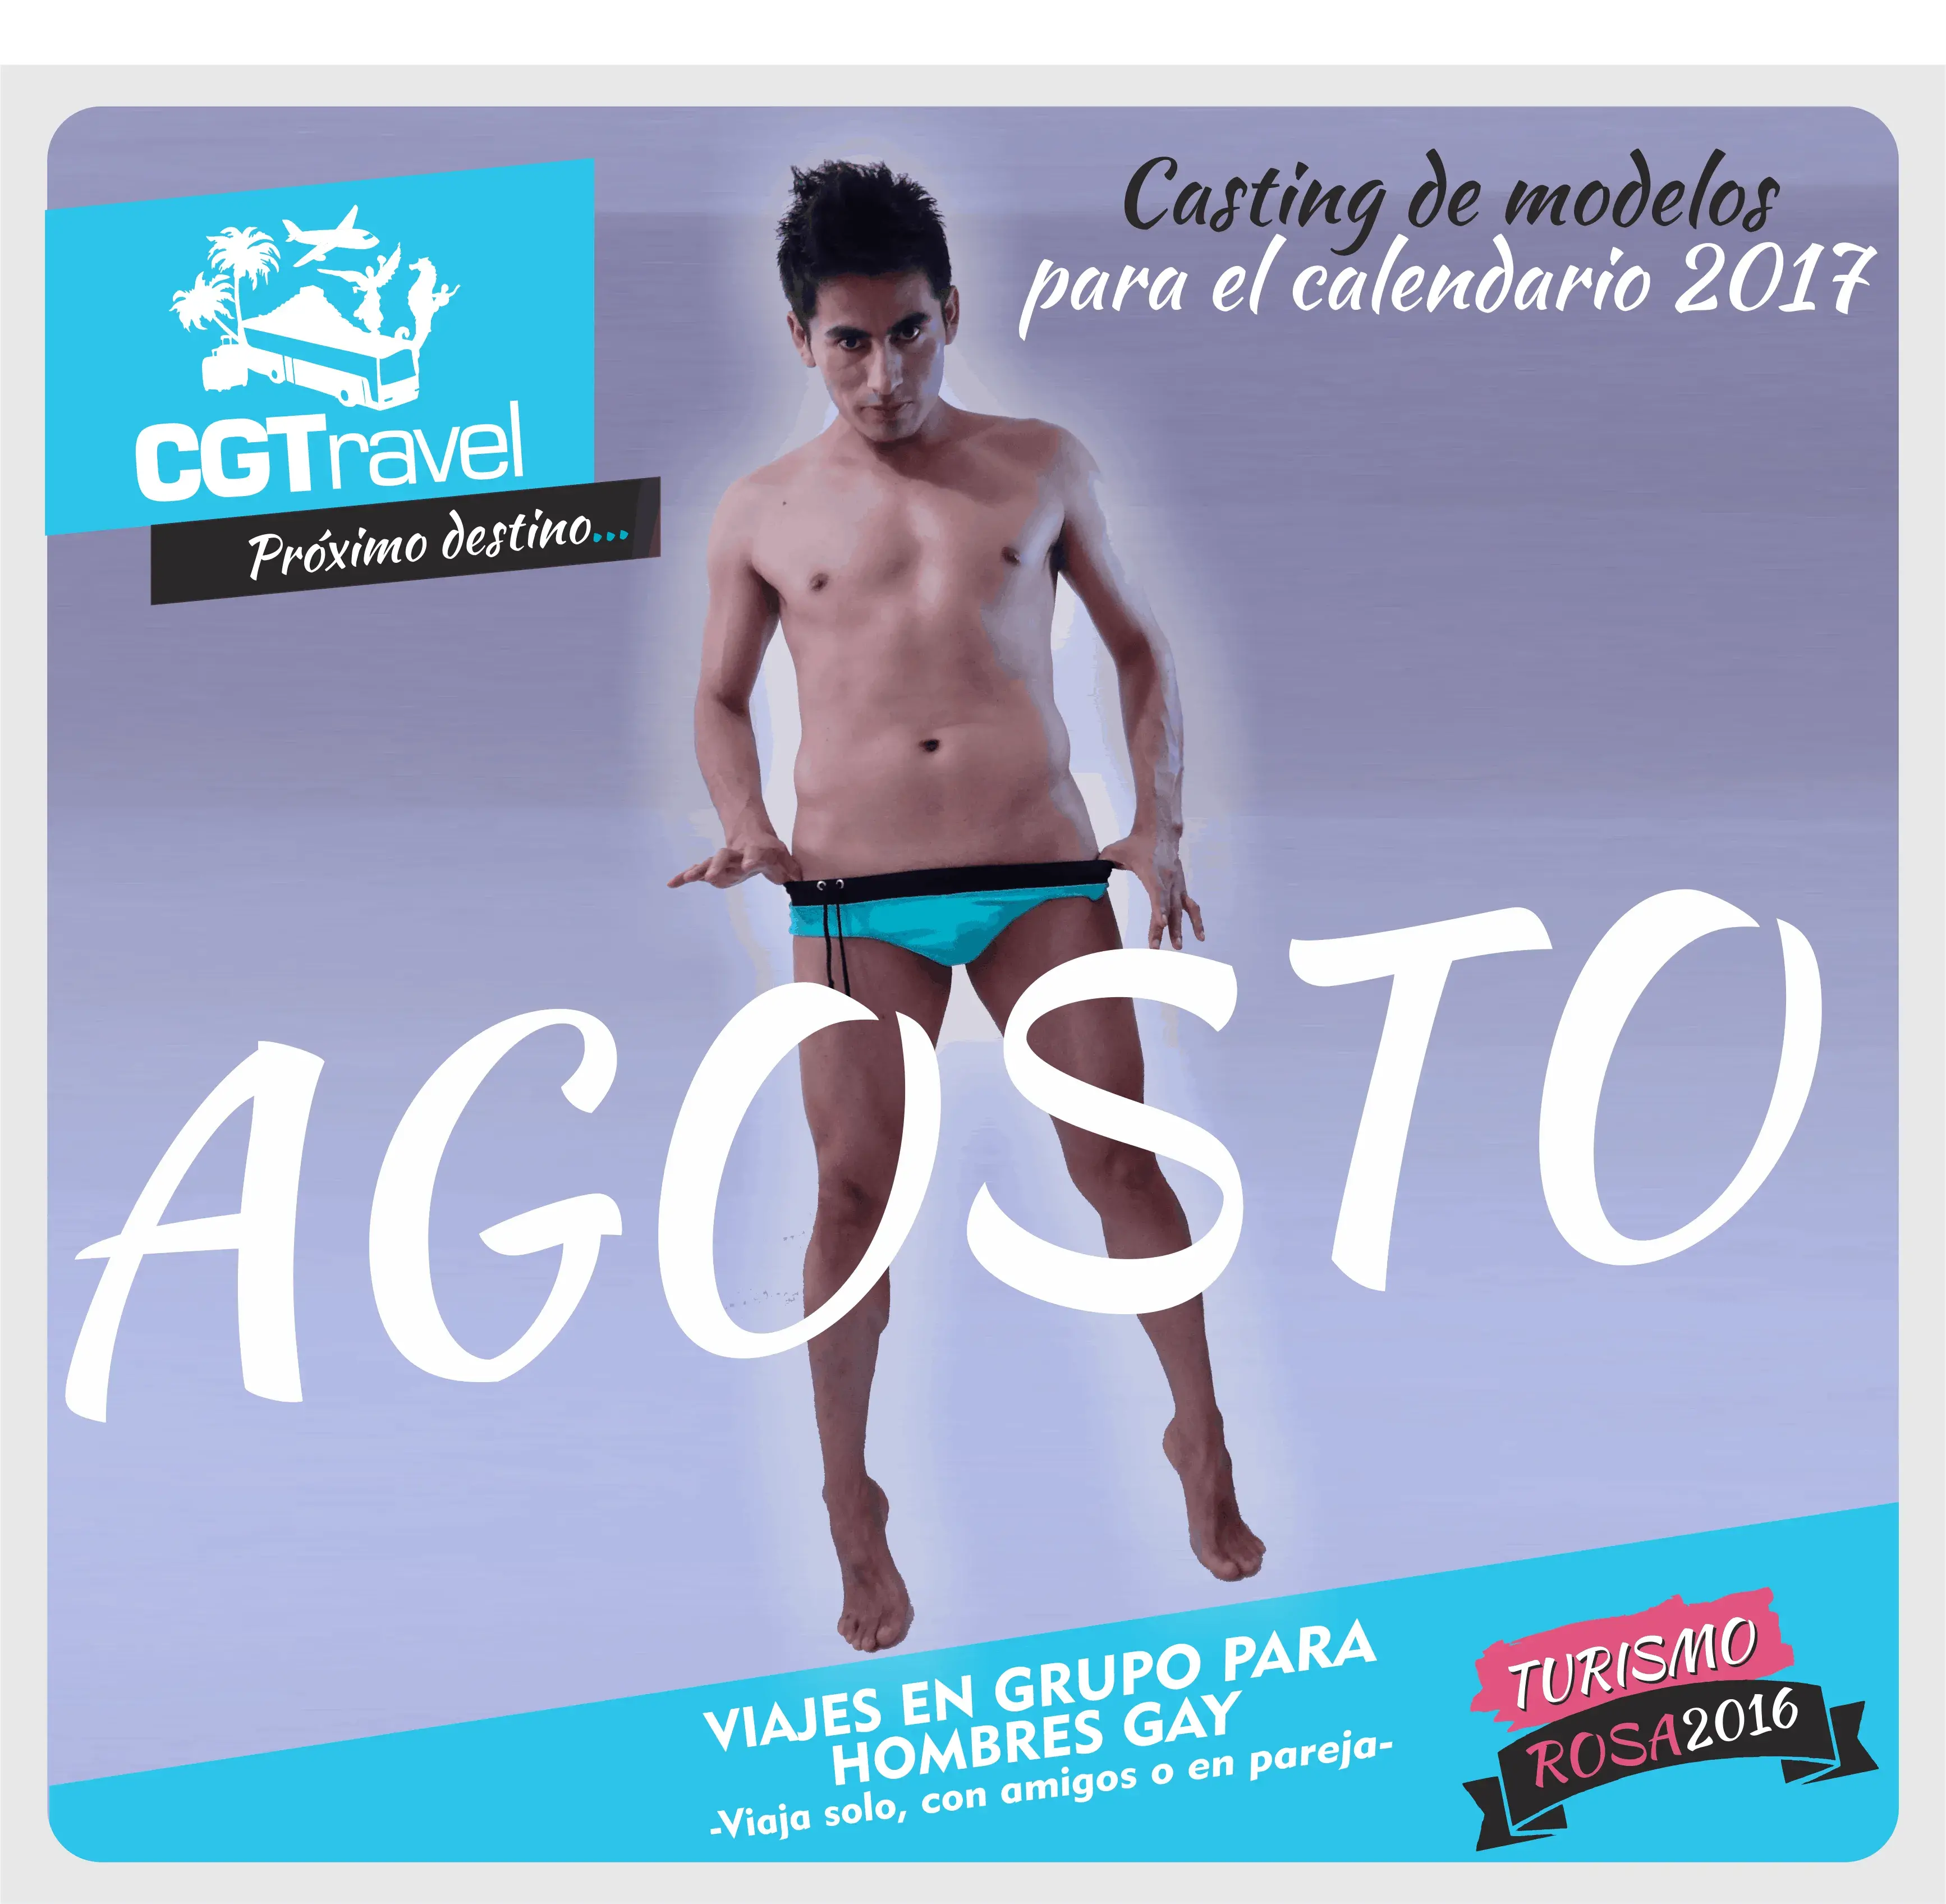 Casting de modelos
para el calendario 2017
CGTravel
Próximo destino...
AGOSTO
VIAJES EN GRUPO PARA
HOMBRES GAY
-Viaja solo, con amigos o en pareja-
TURISMO
ROSA2016